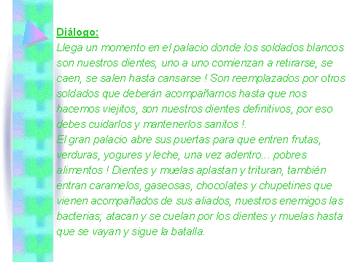 Diálogo:
Llega un momento en el palacio donde los soldados blancos
son nuestros dientes, uno a uno comienzan a retirarse, se
caen, se salen hasta cansarse ! Son reemplazados por otros
soldados que deberán acompañarnos hasta que nos
hacemos viejitos, son nuestros dientes definitivos, por eso
debes cuidarlos y mantenerlos sanitos !.
El gran palacio abre sus puertas para que entren frutas,
verduras, yogures y leche, una vez adentro... pobres
alimentos ! Dientes y muelas aplastan y trituran, también
entran caramelos, gaseosas, chocolates y chupetines que
vienen acompañados de sus aliados, nuestros enemigos las
bacterias, atacan y se cuelan por los dientes y muelas hasta
que se vayan y sigue la batalla.